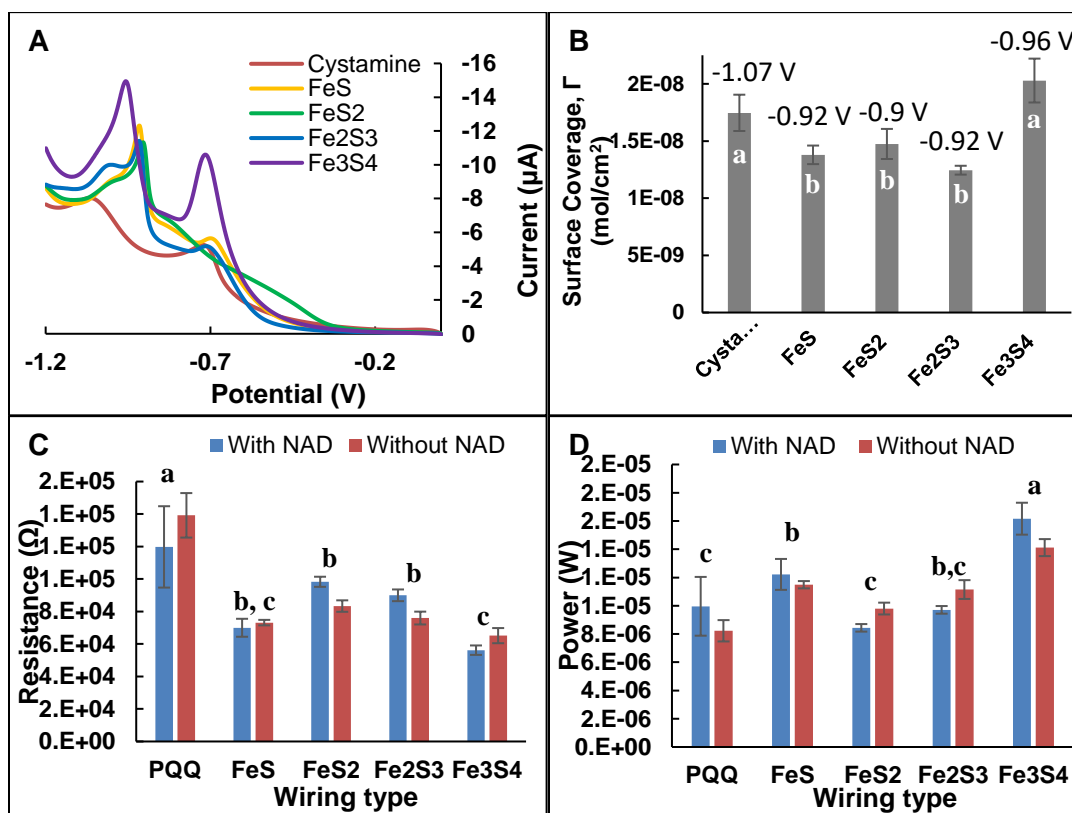 A
Cystamine
FeS
FeS2
Fe2S3
Fe3S4
-16
-14
-12
-10
-8
-6
-4
-2
0
Current (µA)
-1.2
-0.7
-0.2
Potential (V)
B
Surface Coverage, Γ
(mol/cm²)
2E-08
2E-08
1E-08
5E-09
0
-1.07 V
-0.92 V
-0.9 V
-0.92 V
-0.96 V
a
b
b
b
a
Cysta…
FeS
FeS2
Fe2S3
Fe3S4
C
With NAD
Without NAD
Resistance (Ω)
2.E+05
1.E+05
1.E+05
1.E+05
8.E+04
6.E+04
4.E+04
2.E+04
0.E+00
a
b, c
b
b
c
PQQ
FeS
FeS2
Fe2S3
Fe3S4
Wiring type
D
With NAD
Without NAD
Power (W)
2.E-05
2.E-05
2.E-05
1.E-05
1.E-05
1.E-05
8.E-06
6.E-06
4.E-06
2.E-06
0.E+00
c
b
c
b,c
a
PQQ
FeS
FeS2
Fe2S3
Fe3S4
Wiring type